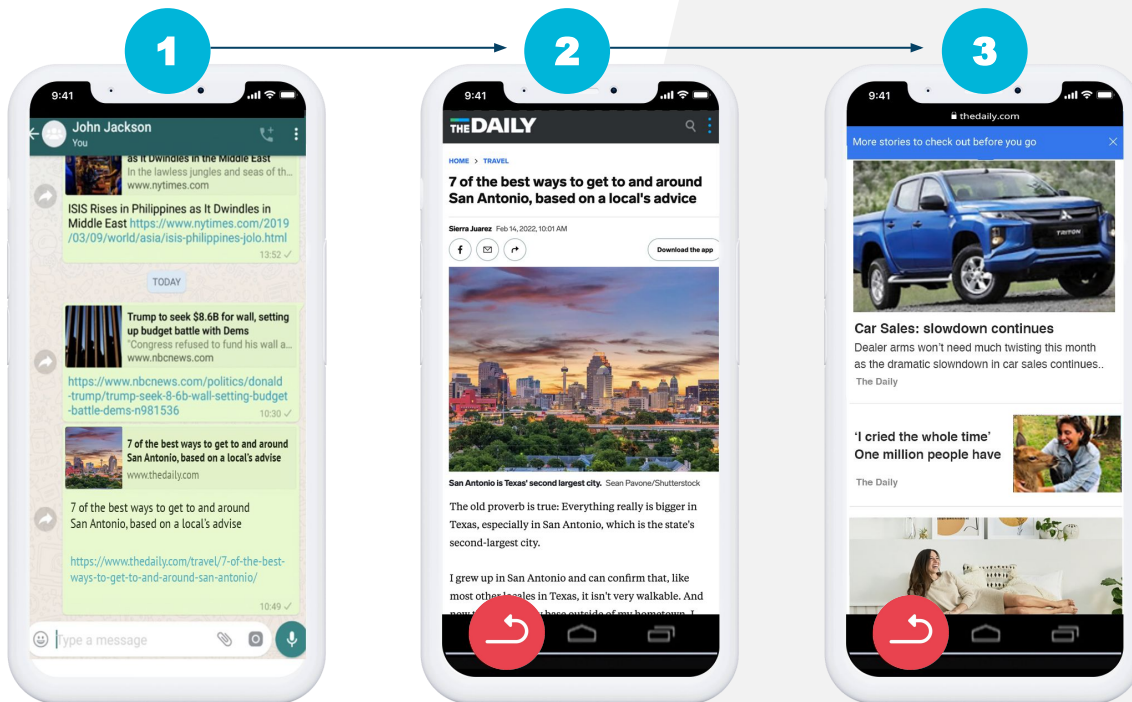 1
9:41
John Jackson
You
as It Dwindles in the Middle East
In the lawless jungles and seas of th...
www.nytimes.com
ISIS Rises in Philippines as It Dwindles in
Middle East https://www.nytimes.com/2019
/03/09/world/asia/isis-philippines-jolo.html
13:52
TODAY
Trump to seek $8.6B for wall, setting
up budget battle with Dems
"Congress refused to fund his wall a...
www.nbcnews.com
https://www.nbcnews.com/politics/donald
-trump/trump-seek-8-6b-wall-setting-budget
-battle-dems-n981536
10:30
7 of the best ways to get to and around
San Antonio, based on a local's advise
www.thedaily.com
7 of the best ways to get to and around
San Antonio, based on a local's advise
https://www.thedaily.com/travel/7-of-the-best-
ways-to-get-to-and-around-san-antonio/
10:49
Type a message
2
9:41
THE DAILY
HOME > TRAVEL
7 of the best ways to get to and around
San Antonio, based on a local's advice
Sierra Juarez Feb 14, 2022, 10:01 AM
f
Download the app
San Antonio is Texas' second largest city. Sean Pavone/Shutterstock
The old proverb is true: Everything really is bigger in
Texas, especially in San Antonio, which is the state's
second-largest city.
I grew up in San Antonio and can confirm that, like
most other locales in Texas, it isn't very walkable. And
base outside of my hometown, I
3
9:41
thedaily.com
More stories to check out before you go
TRITON
Car Sales: slowdown continues
Dealer arms won't need much twisting this month
as the dramatic slowndown in car sales continues..
The Daily
'I cried the whole time'
One million people have
The Daily